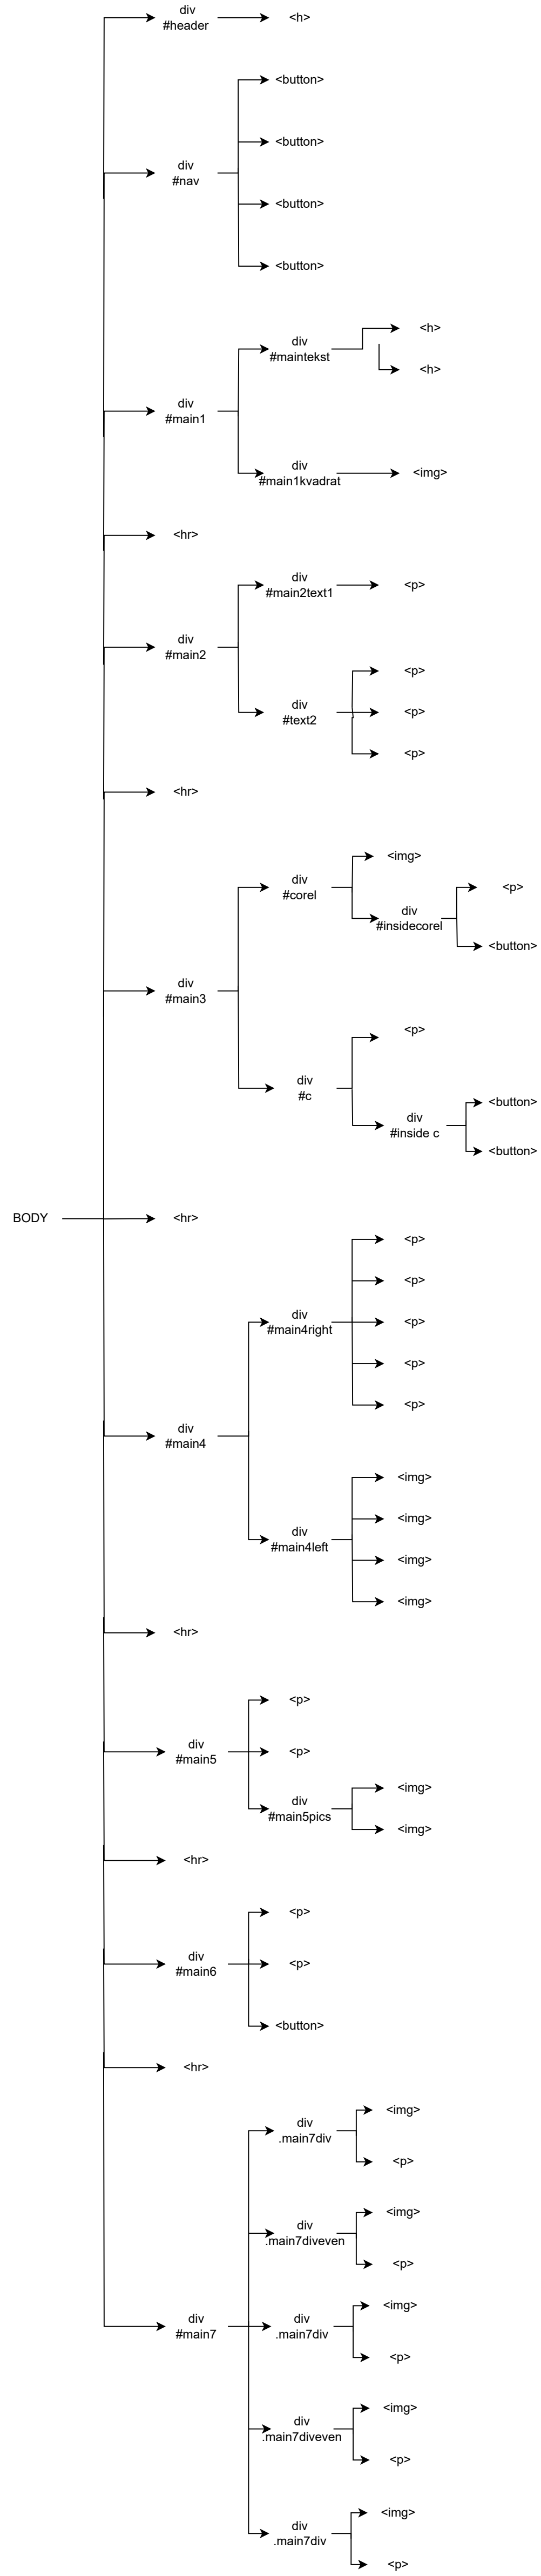 div
#header
<h>
<button>
<button>
div
#nav
<button>
<button>
div
#maintekst
<h>
<h>
div
#main1
div
#main1kvadrat
<img>
<hr>
div
#main2text1
<p>
div
#main2
<p>
div
#text2
<p>
<p>
<hr>
<img>
div
#corel
<p>
div
#insidecorel
<button>
div
#main3
<p>
div
#c
<button>
div
#inside c
<button>
BODY
<hr>
<p>
<p>
div
#main4right
<p>
<p>
<p>
div
#main4
<img>
<img>
div
#main4left
<img>
<img>
<hr>
<p>
div
#main5
<p>
<img>
div
#main5pics
<img>
<hr>
<p>
div
#main6
<p>
<button>
<hr>
<img>
div
.main7div
<p>
<img>
div
.main7diveven
<p>
<img>
div
#main7
div
.main7div
<p>
<img>
div
.main7diveven
<p>
<img>
div
.main7div
<p>